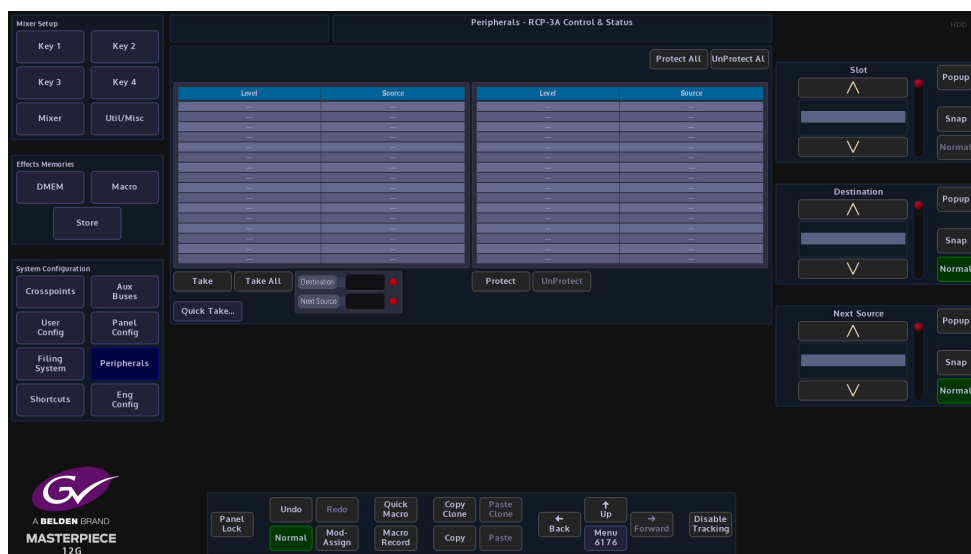 Mixer Setup
Peripherals - RCP-3A Control & Status
HDD
Key 1
Key 2
Key 3
Key 4
Mixer
Util/Misc
Protect All
UnProtect Al
Level
Source
Level
Source
Slot
Popup
Snap
Normal
Effects Memories
DMEM
Macro
Store
Destination
Popup
Snap
Normal
System Configuration
Crosspoints
Aux
Buses
User
Config
Panel
Config
Filing
System
Peripherals
Shortcuts
Eng
Config
Take
Take All
Destination
Next Source
Quick Take...
Protect
UnProtect
Next Source
Popup
Snap
Normal
GV
A BELDEN BRAND
MASTERPIECE
12G
Panel
Lock
Undo
Redo
Normal
Mod-
Assign
Quick
Macro
Macro
Record
Copy
Clone
Paste
Clone
Copy
Paste
Back
Up
Menu
6176
Forward
Disable
Tracking